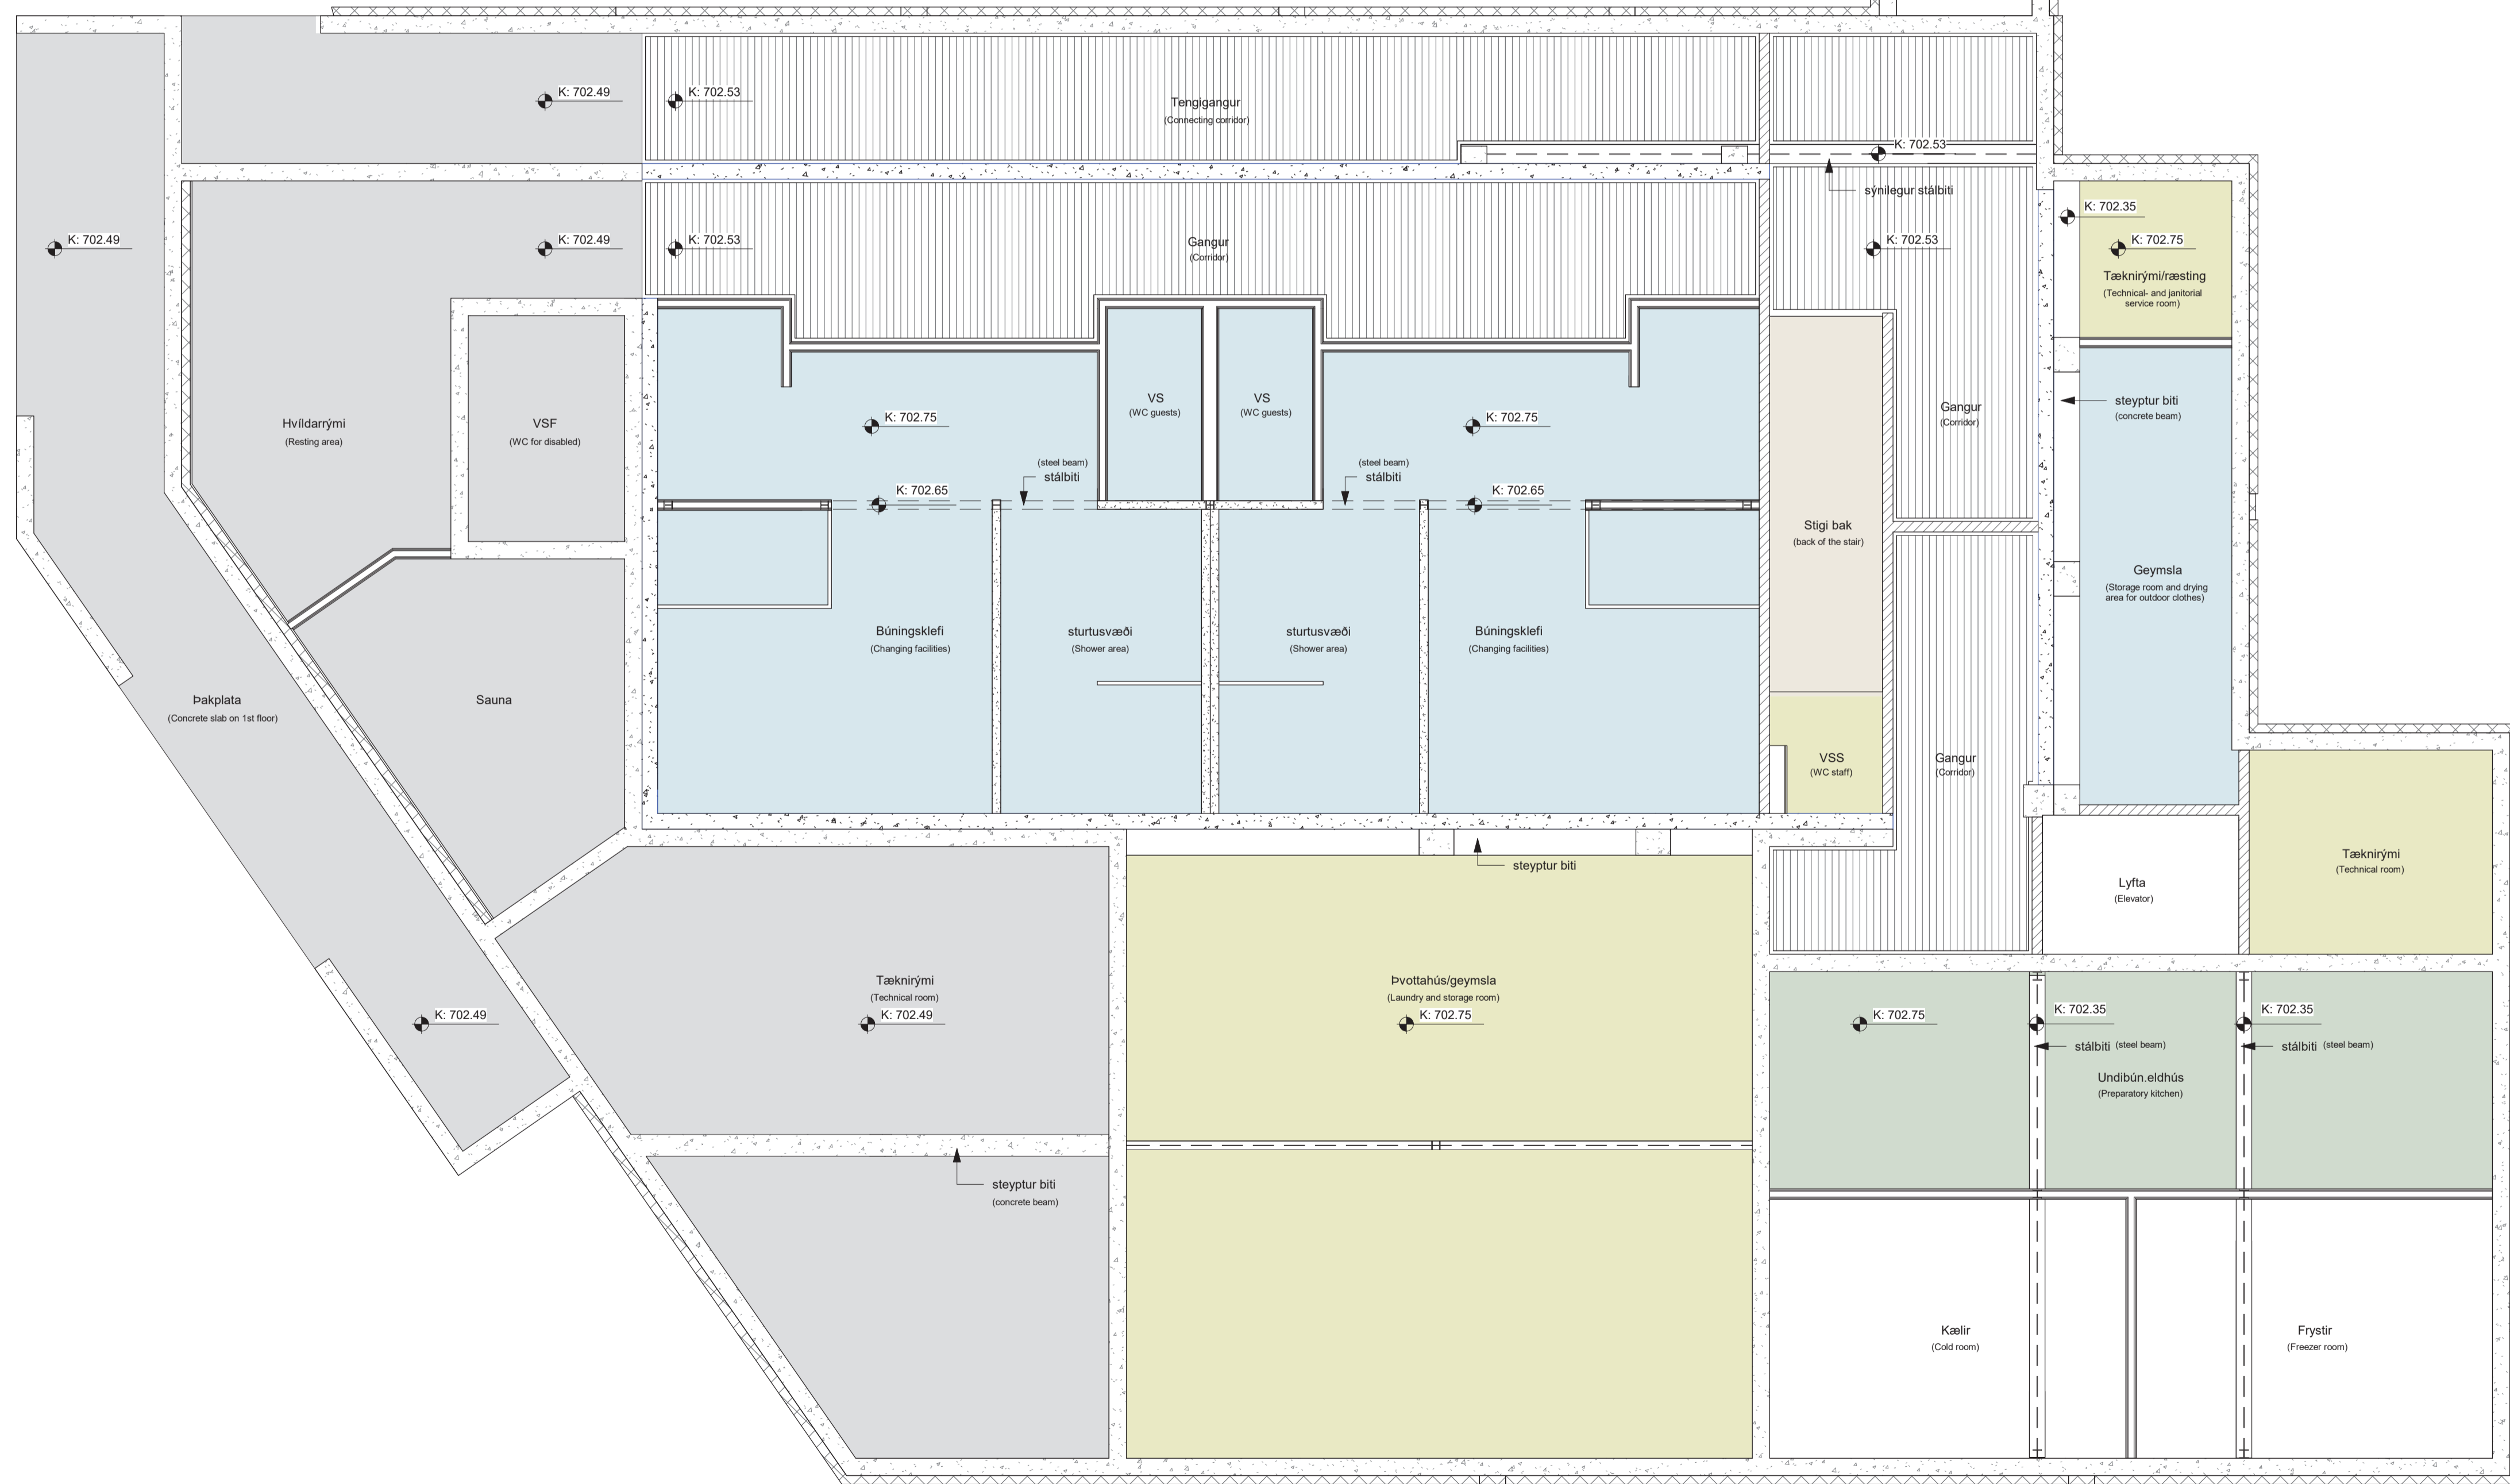 K: 702.49
K: 702.53
Tengigangur
(Connecting corridor)
K: 702.53
sýnilegur stálbiti
K: 702.35
K: 702.49
K: 702.49
K: 702.53
Gangur
(Corridor)
K: 702.53
K: 702.75
Tæknirými/ræsting
(Technical- and janitorial
service room)
Hvíldarrými
(Resting area)
VSF
(WC for disabled)
K: 702.75
VS
(WC guests)
VS
(WC guests)
K: 702.75
Gangur
(Corridor)
steyptur biti
(concrete beam)
(steel beam)
stálbiti
(steel beam)
stálbiti
K: 702.65
K: 702.65
Stigi bak
(back of the stair)
Geymsla
(Storage room and drying
area for outdoor clothes)
Búningsklefi
(Changing facilities)
sturtusvæði
(Shower area)
sturtusvæði
(Shower area)
Búningsklefi
(Changing facilities)
Þakplata
(Concrete slab on 1st floor)
Sauna
VSS
(WC staff)
Gangur
(Corridor)
steyptur biti
Lyfta
(Elevator)
Tæknirými
(Technical room)
Tæknirými
(Technical room)
K: 702.49
K: 702.49
Þvottahús/geymsla
(Laundry and storage room)
K: 702.75
K: 702.75
K: 702.35
K: 702.35
stálbiti (steel beam)
stálbiti (steel beam)
Undibún.eldhús
(Preparatory kitchen)
steyptur biti
(concrete beam)
Kælir
(Cold room)
Frystir
(Freezer room)